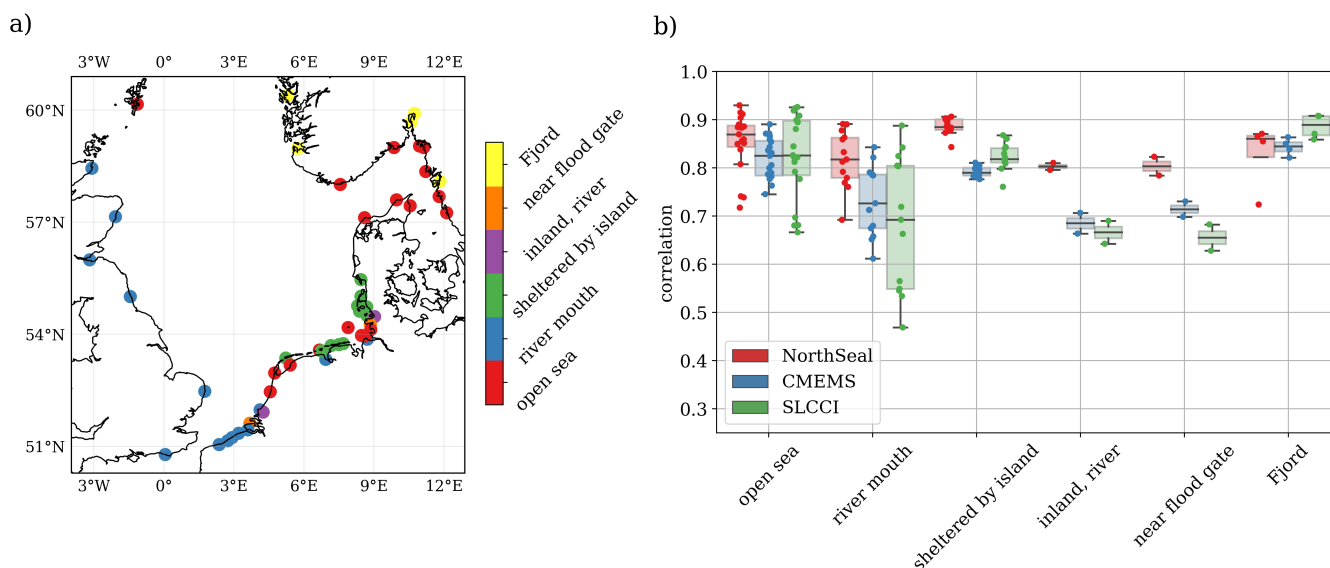 a)
3°W 0° 3°E 6°E 9°E 12°E
60°N
57°N
54°N
51°N
3°W 0° 3°E 6°E 9°E 12°E
Fjord
near flood gate
inland, river
sheltered by island
river mouth
open sea
b)
correlation
1.0
0.9
0.8
0.7
0.6
0.5
0.4
0.3
NorthSeal
CMEMS
SLCCI
open sea
river mouth
sheltered by island
inland, river
near flood gate
Fjord